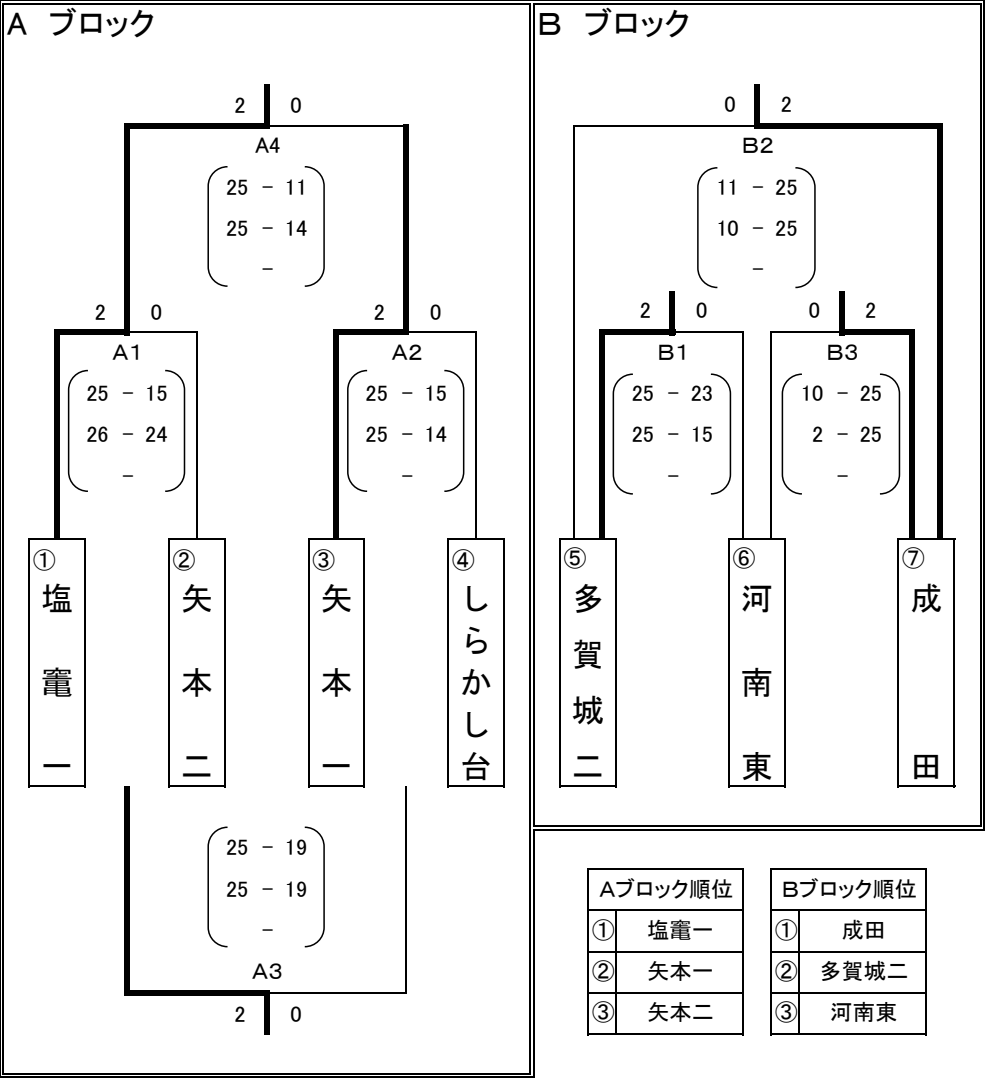 A ブロック
2 0
A4
25 - 11
25 - 14
-
2 0
A1
25 - 15
26 - 24
-
2 0
A2
25 - 15
25 - 14
-
① 塩竈一
② 矢本二
③ 矢本一
④ しらかし台
25 - 19
25 - 19
-
A3
2 0
B ブロック
0 2
B2
11 - 25
10 - 25
-
2 0
B1
25 - 23
25 - 15
-
0 2
B3
10 - 25
2 - 25
-
⑤ 多賀城二
⑥ 河南東
⑦ 成田
Aブロック順位
① 塩竈一
② 矢本一
③ 矢本二
Bブロック順位
① 成田
② 多賀城二
③ 河南東